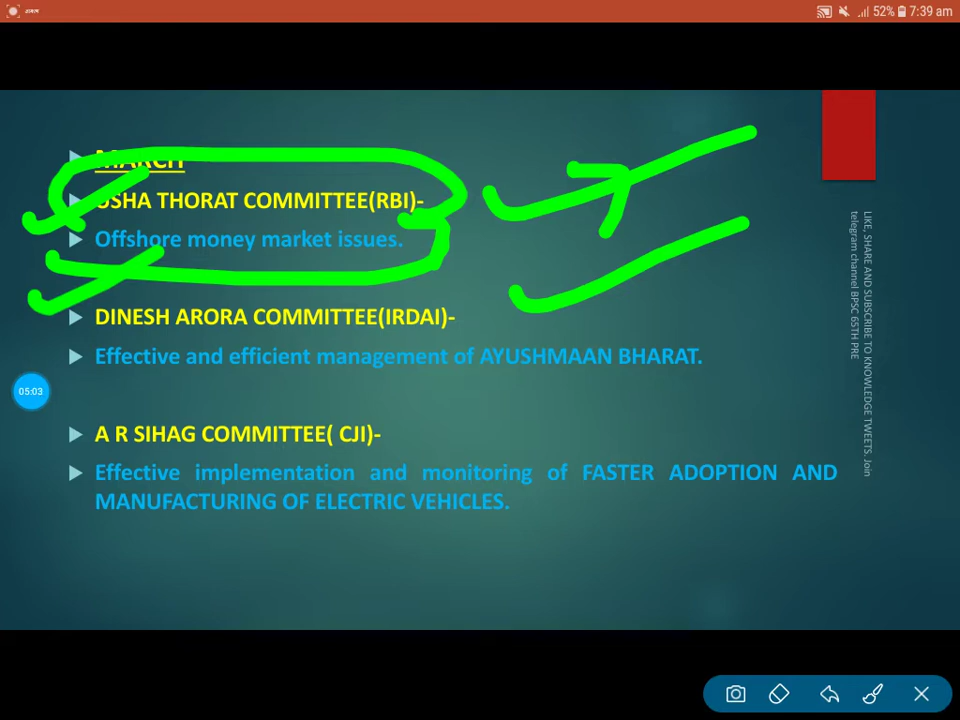 52% 7:39 am
MARCH
USHA THORAT COMMITTEE(RBI)-
Offshore money market issues.
DINESH ARORA COMMITTEE(IRDAI)-
Effective and efficient management of AYUSHMAAN BHARAT.
05:03
A R SIHAG COMMITTEE( CJI)-
Effective implementation and monitoring of FASTER ADOPTION AND
MANUFACTURING OF ELECTRIC VEHICLES.
LIKE, SHARE AND SUBSCRIBE TO KNOWLEDGE TWEETS. Join
telegram channel BPSC 65TH PRE